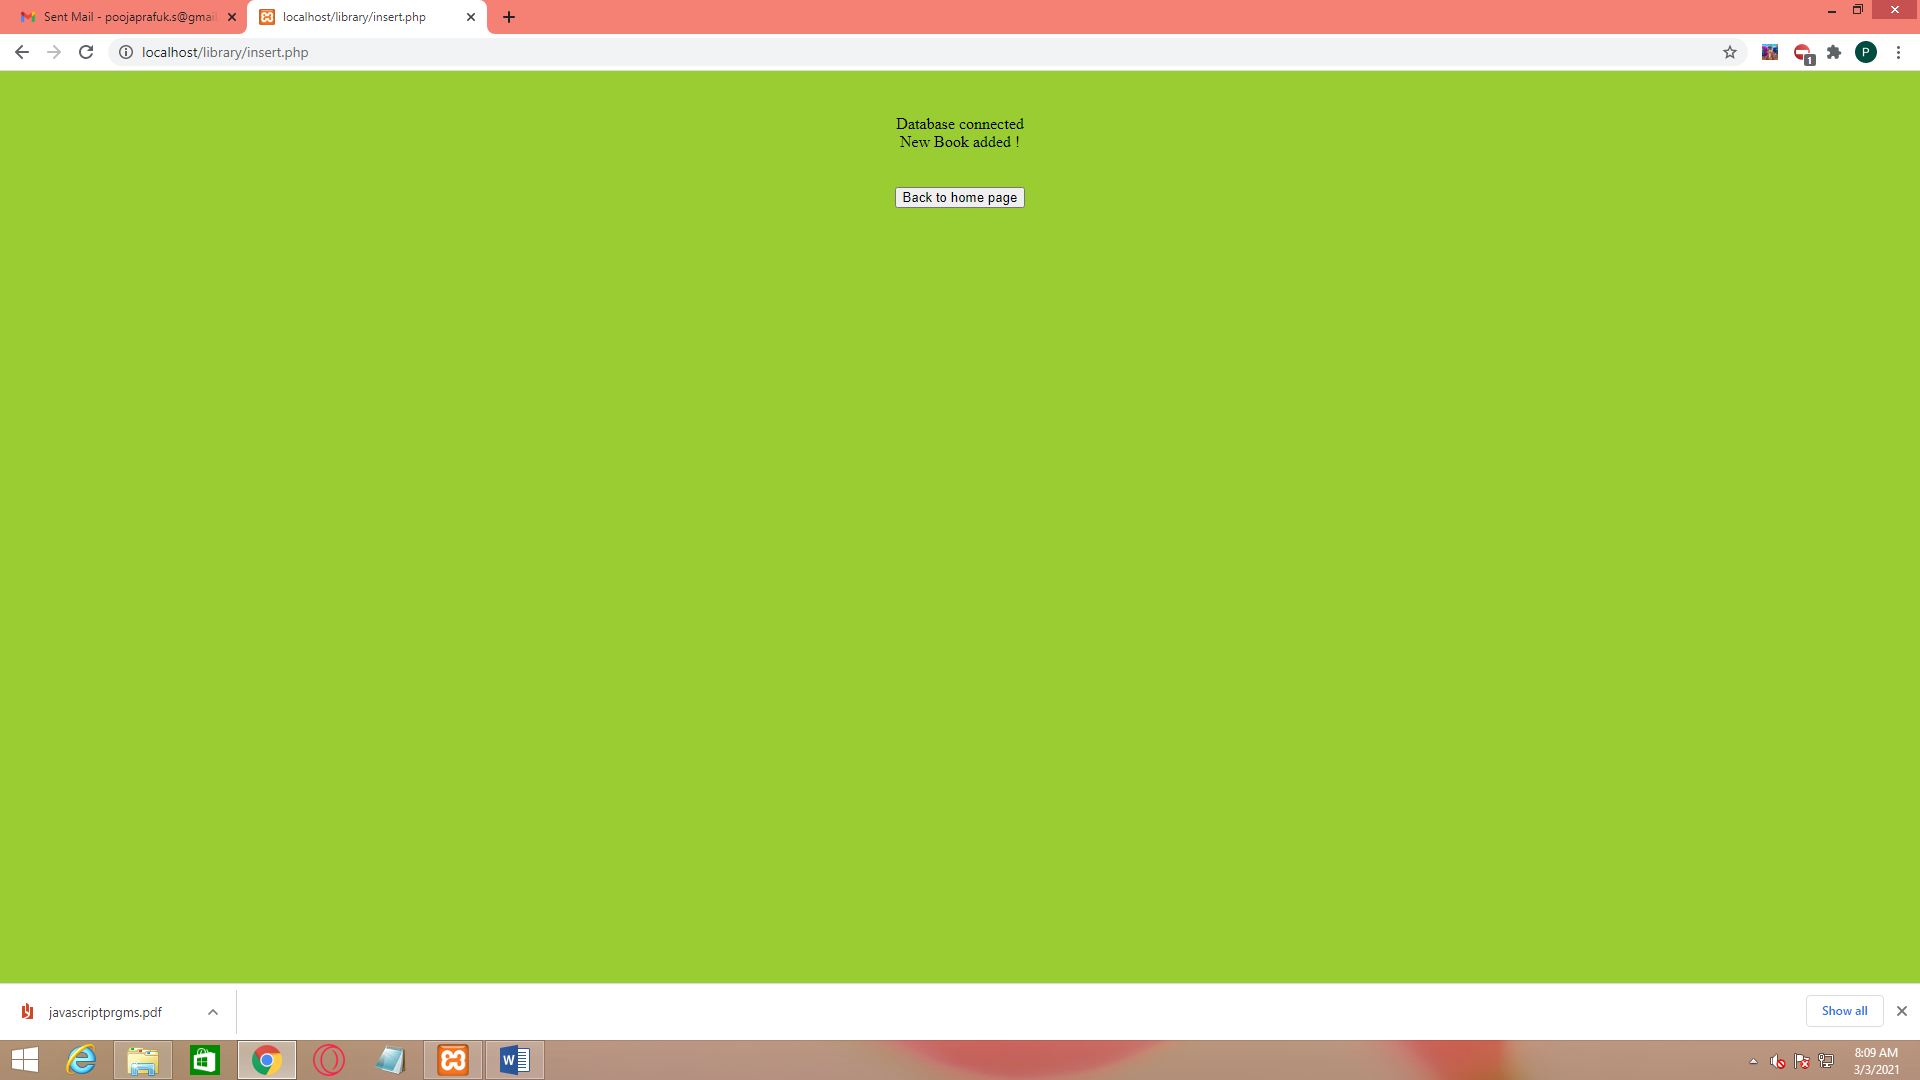 Sent Mail - poojaprafuk.s@gmail
localhost/library/insert.php
localhost/library/insert.php
1
P
Database connected
New Book added !
Back to home page
javascriptprgms.pdf
Show all
W
8:09 AM
3/3/2021